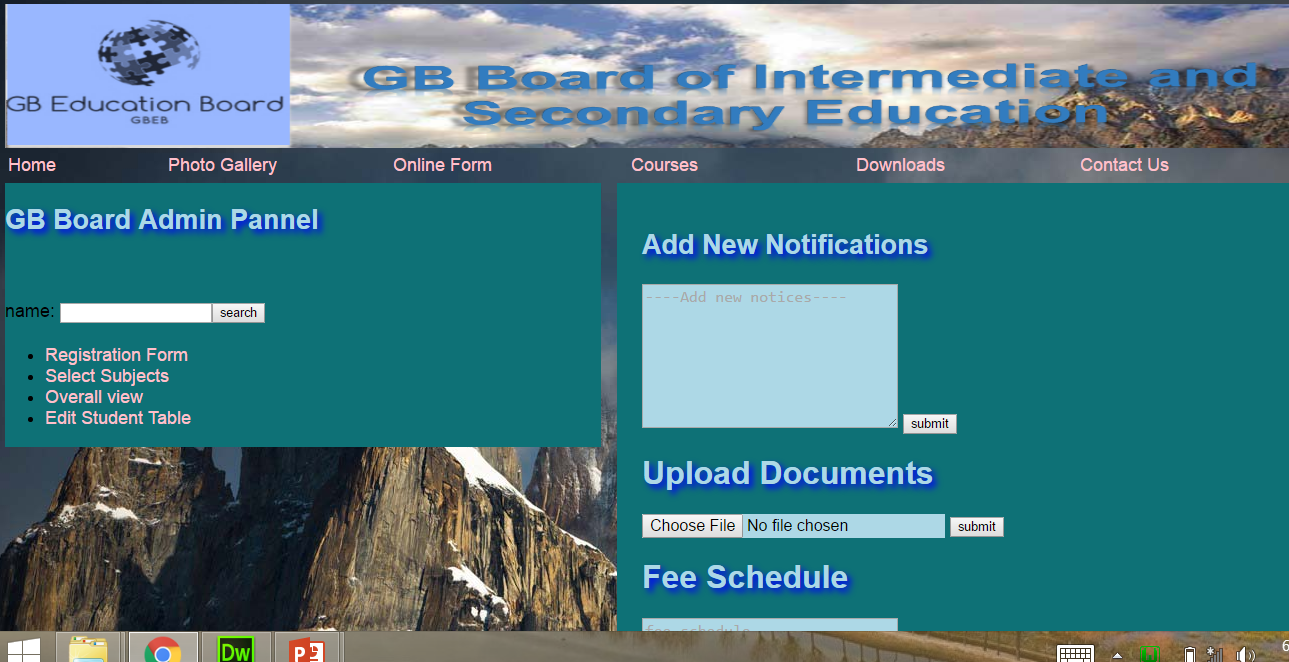 GB Education Board
GBEB
GB Board of Intermediate and
Secondary Education
Home Photo Gallery Online Form Courses Downloads Contact Us
GB Board Admin Pannel
name: search
Registration Form
Select Subjects
Overall view
Edit Student Table
Add New Notifications
----Add new notices----
submit
Upload Documents
Choose File No file chosen submit
Fee Schedule
fee schedule
Dw
P
6